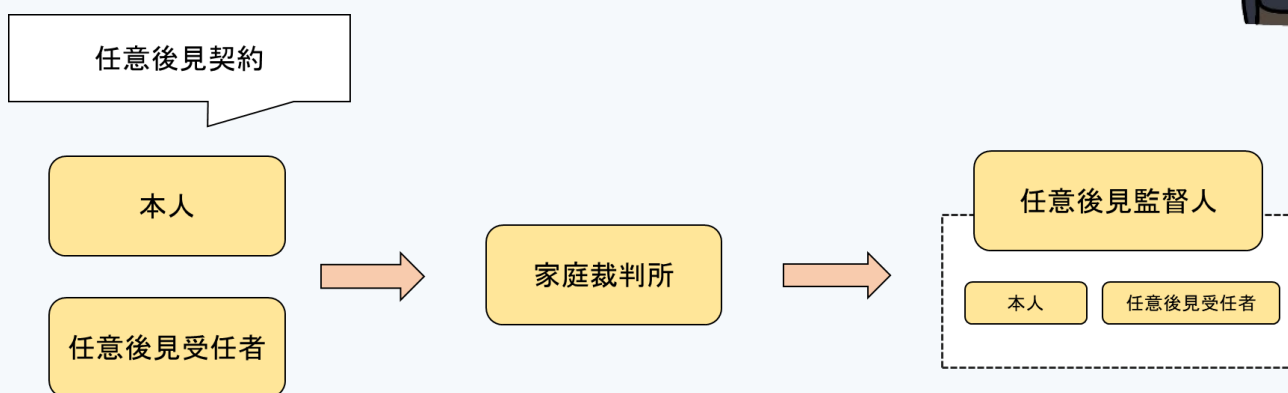 任意後見契約
本人
任意後見受任者
家庭裁判所
任意後見監督人
本人
任意後見受任者